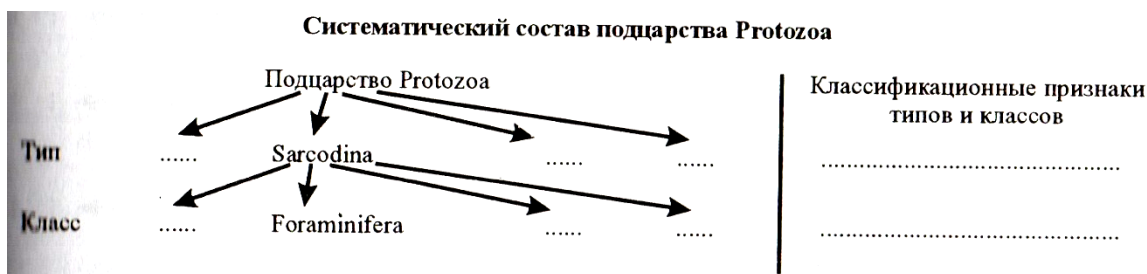 Систематический состав подцарства Protozoa
Подцарство Protozoa
Классификационные признаки
типов и классов
Тип ...... Sarcodina ...... ...... ..........................................
Класс ...... Foraminifera ...... ...... ..........................................